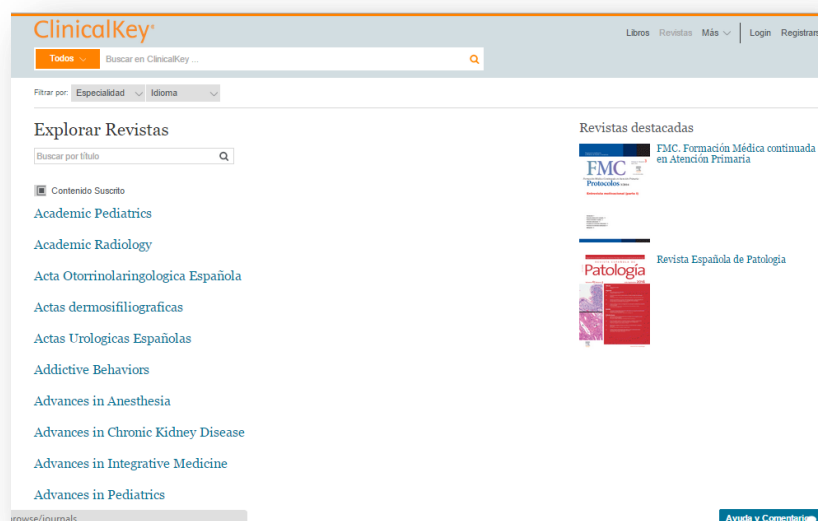 ClinicalKey
Libros Revistas Más Login Registrars
Todos Buscar en ClinicalKey ...
Filtrar por: Especialidad Idioma
Explorar Revistas
Buscar por título
Contenido Suscrito
Academic Pediatrics
Academic Radiology
Acta Otorrinolaringologica Española
Actas dermosifiliograficas
Actas Urologicas Españolas
Addictive Behaviors
Advances in Anesthesia
Advances in Chronic Kidney Disease
Advances in Integrative Medicine
Advances in Pediatrics
rowse/journals
Revistas destacadas
FMC
Protocolos
FMC. Formación Médica continuada
en Atención Primaria
Patología
Revista Española de Patología
Ayuda y Comentarios